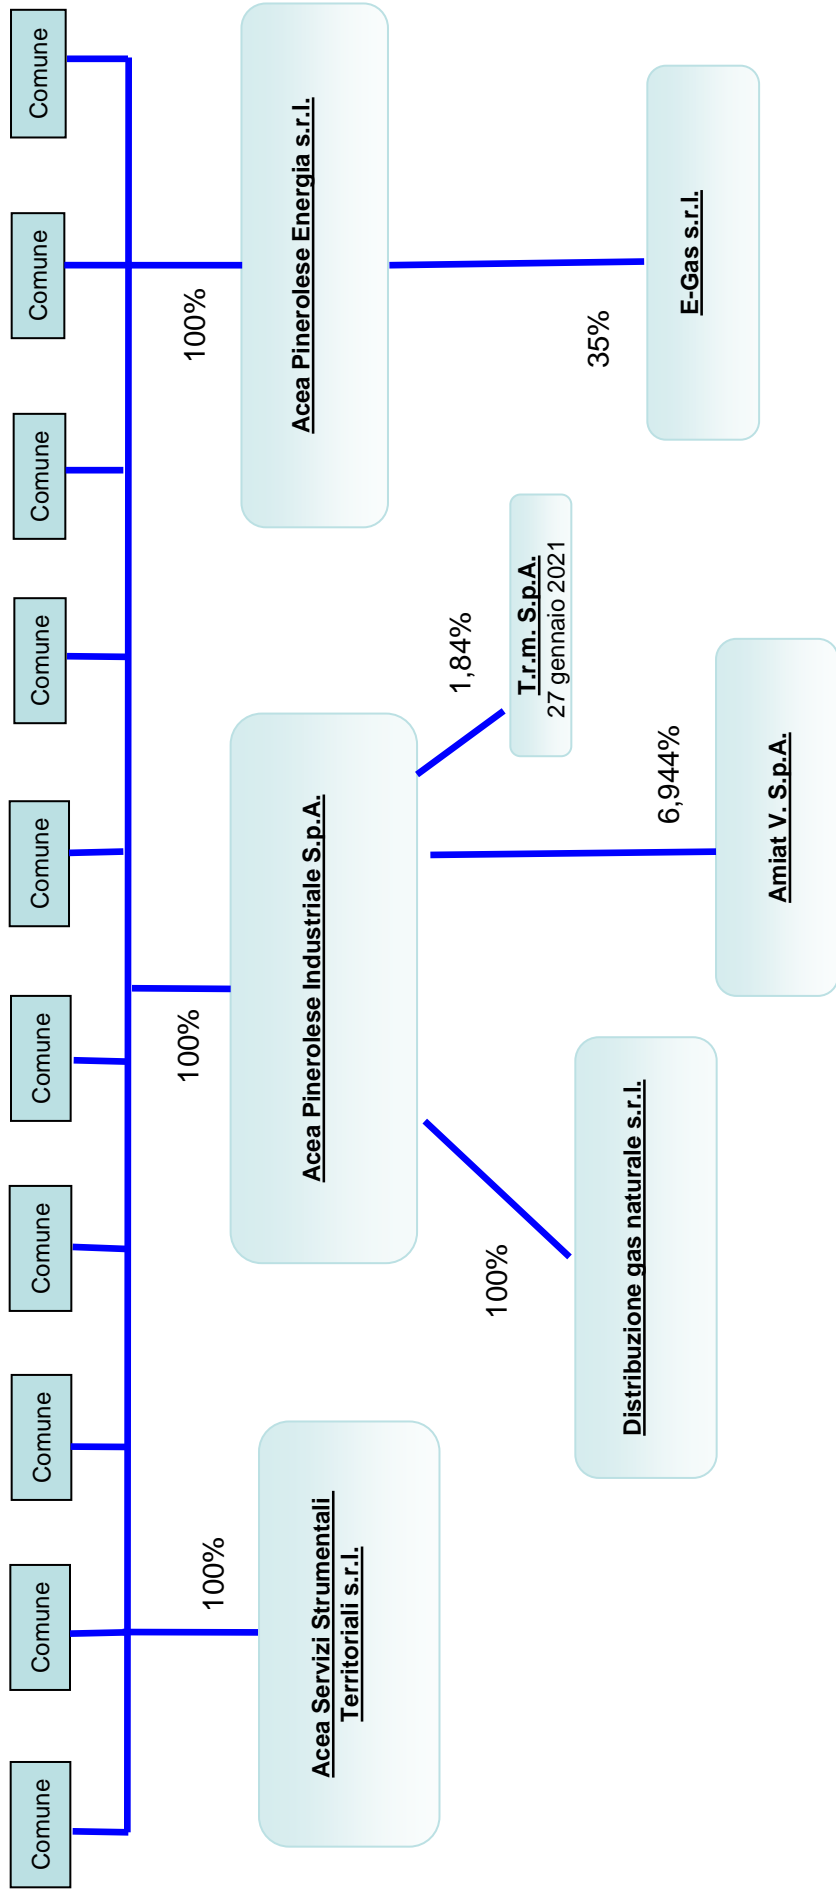 Comune
Comune
Comune
Comune
Comune
Comune
Comune
Comune
Comune
Comune
100%
100%
100%
Acea Servizi Strumentali
Territoriali s.r.l.
Acea Pinerolese Industriale S.p.A.
Acea Pinerolese Energia s.r.l.
100%
1,84%
35%
6,944%
T.r.m. S.p.A.
27 gennaio 2021
Distribuzione gas naturale s.r.l.
Amiat V. S.p.A.
E-Gas s.r.l.